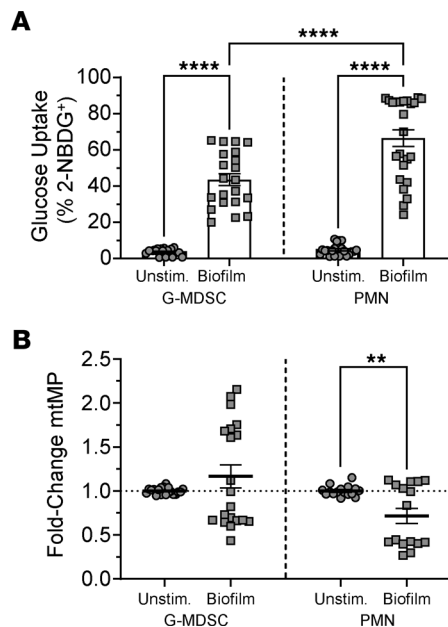 A
****
****
****
Glucose Uptake
(% 2-NBDG⁺)
100
80
60
40
20
0
Unstim. Biofilm Unstim. Biofilm
G-MDSC PMN
B
**
Fold-Change mtMP
2.5
2.0
1.5
1.0
0.5
0.0
Unstim. Biofilm Unstim. Biofilm
G-MDSC PMN